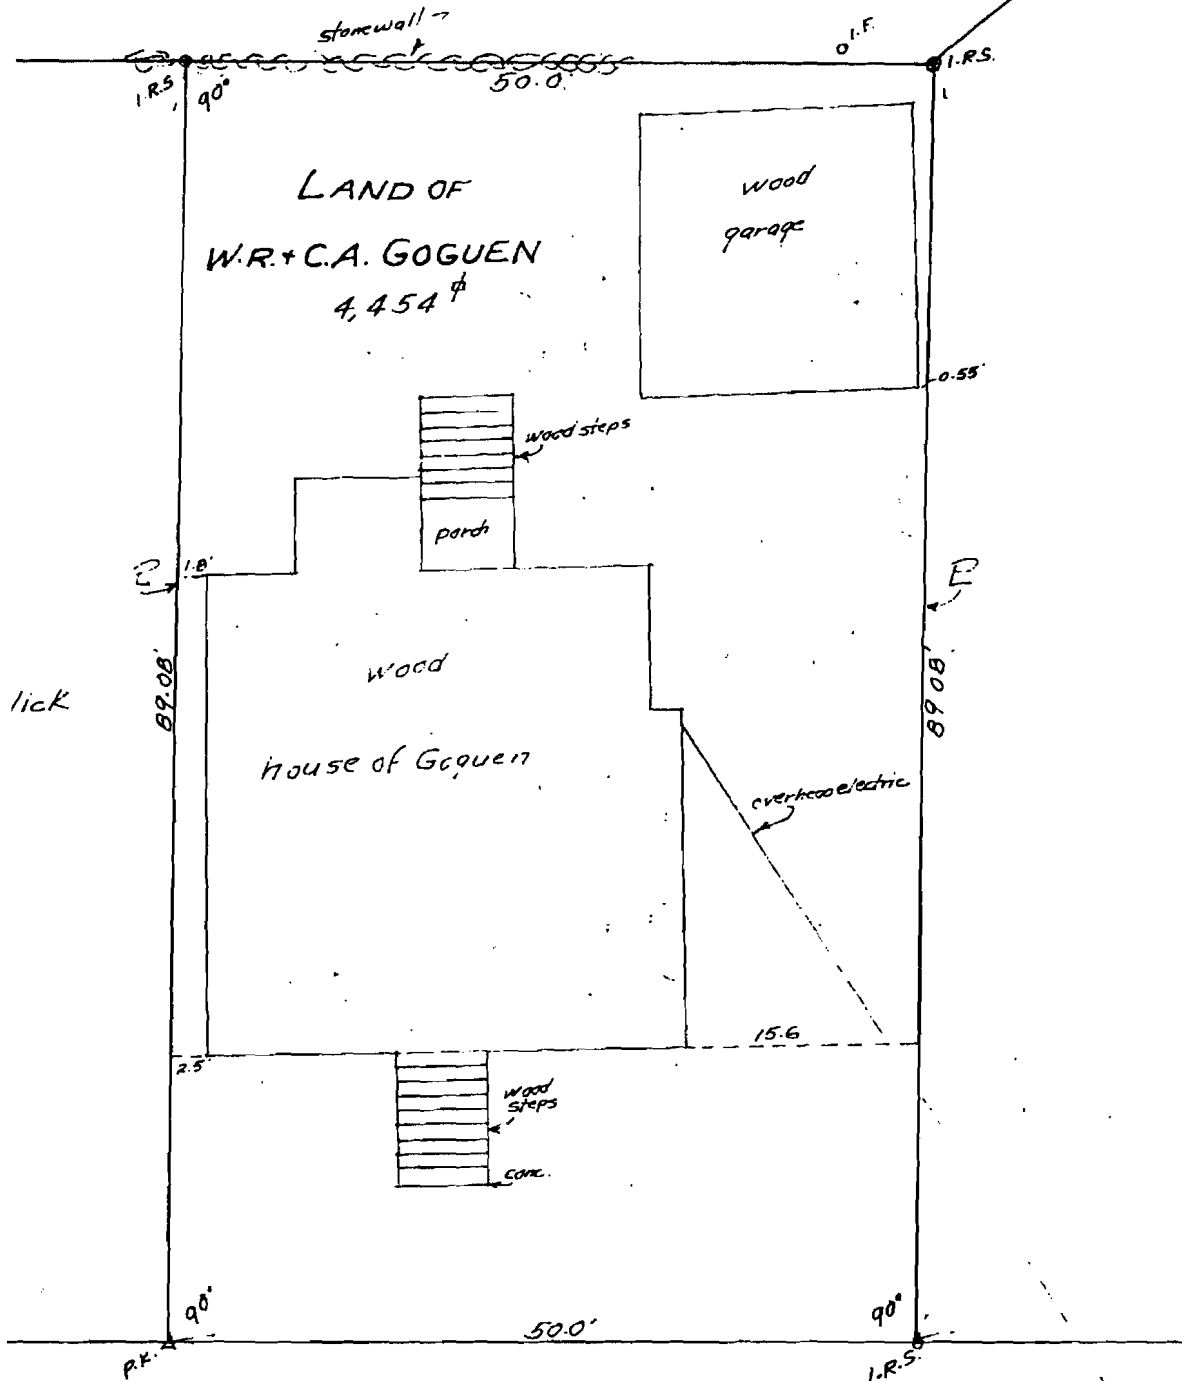 stonewall
I.F.
I.R.S.
I.R.S.
90°
50.0'
LAND OF
W.R. + C.A. GOGUEN
4,454
wood
garage
0.55'
wood steps
porch
1.8'
89.08'
89.08'
lick
wood
house of Goguen
overhead electric
15.6
2.5
wood
steps
conc.
90°
90°
50.0'
P.K.
I.R.S.